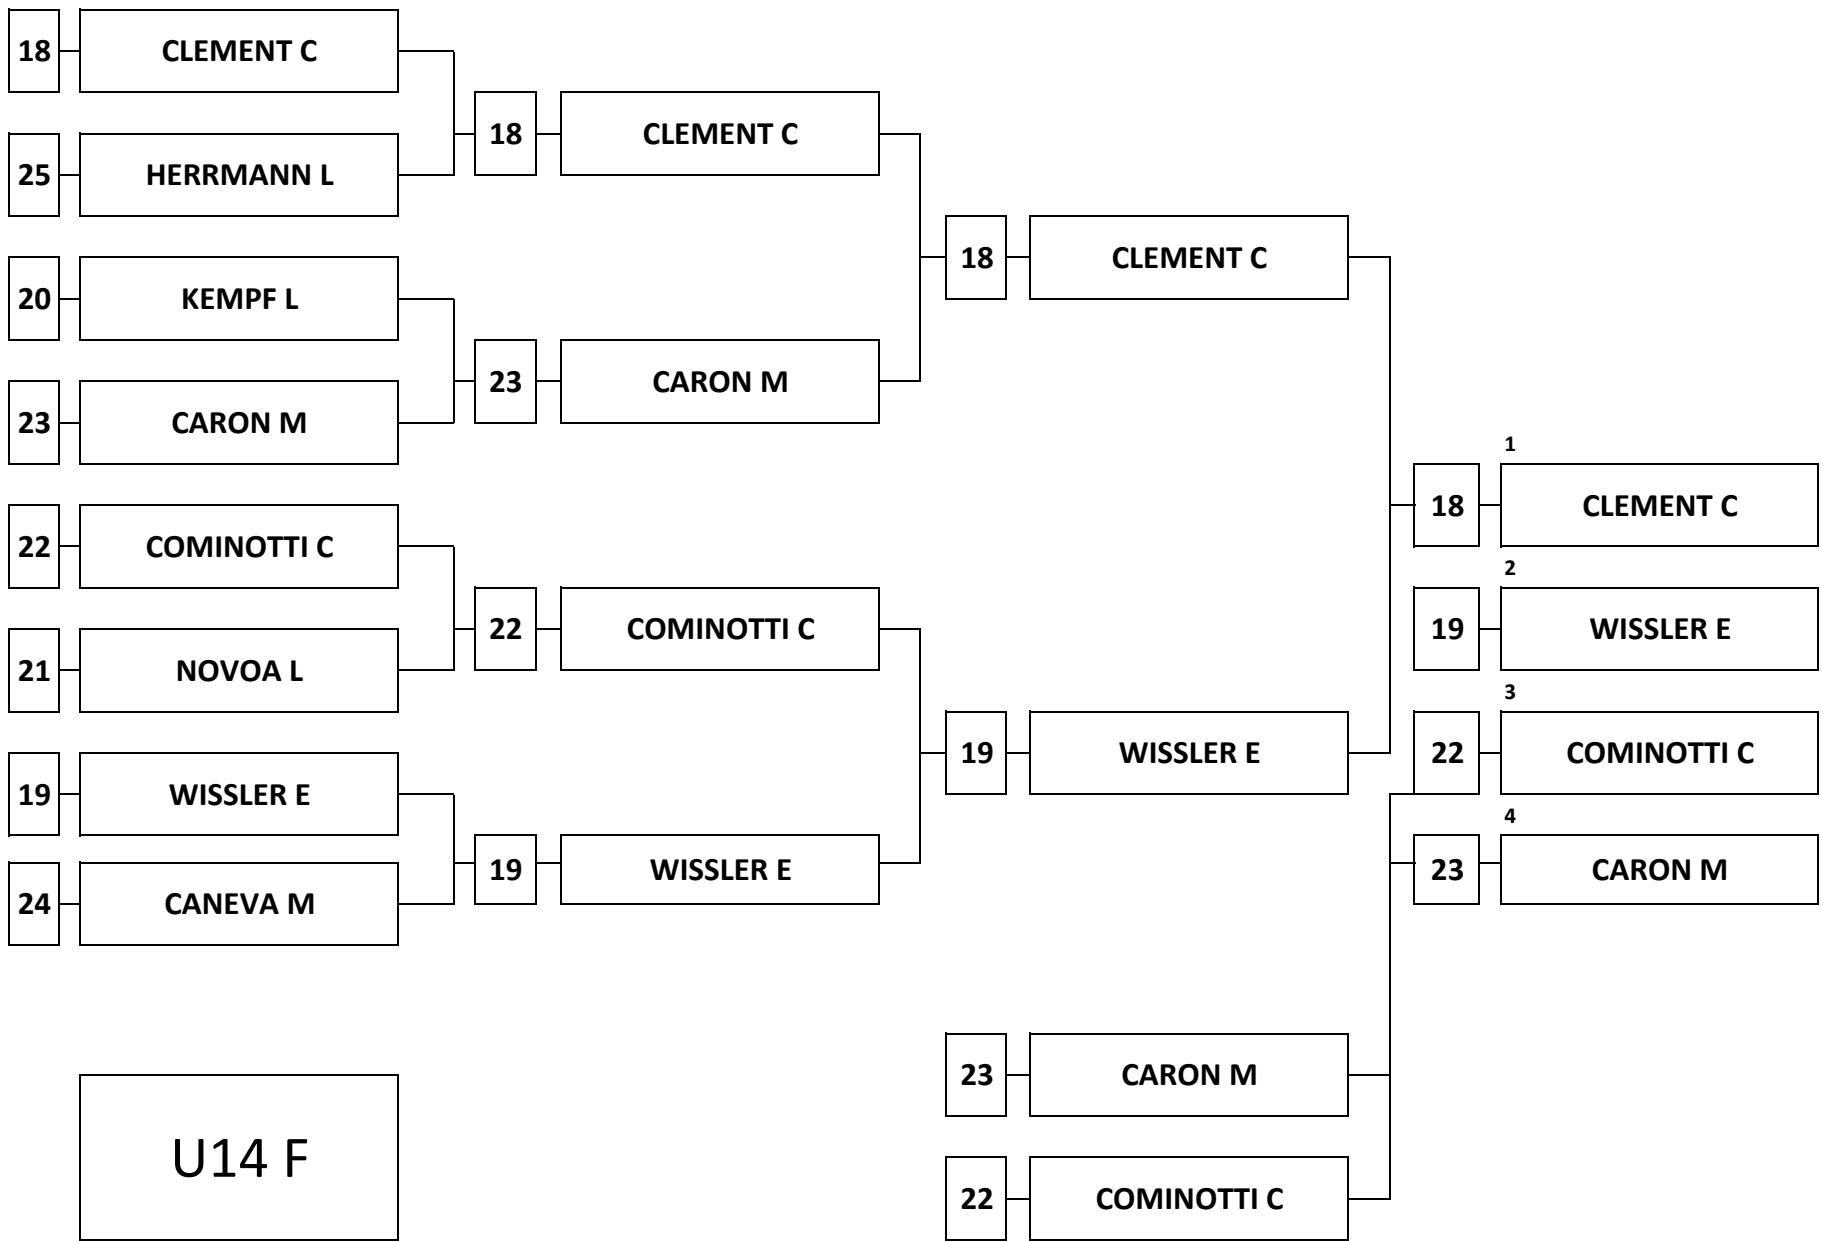 18 CLEMENT C
25 HERRMANN L
20 KEMPF L
23 CARON M
22 COMINOTTI C
21 NOVOA L
19 WISSLER E
24 CANEVA M
18 CLEMENT C
23 CARON M
22 COMINOTTI C
19 WISSLER E
18 CLEMENT C
19 WISSLER E
23 CARON M
22 COMINOTTI C
1
18 CLEMENT C
2
19 WISSLER E
3
22 COMINOTTI C
4
23 CARON M
U14 F